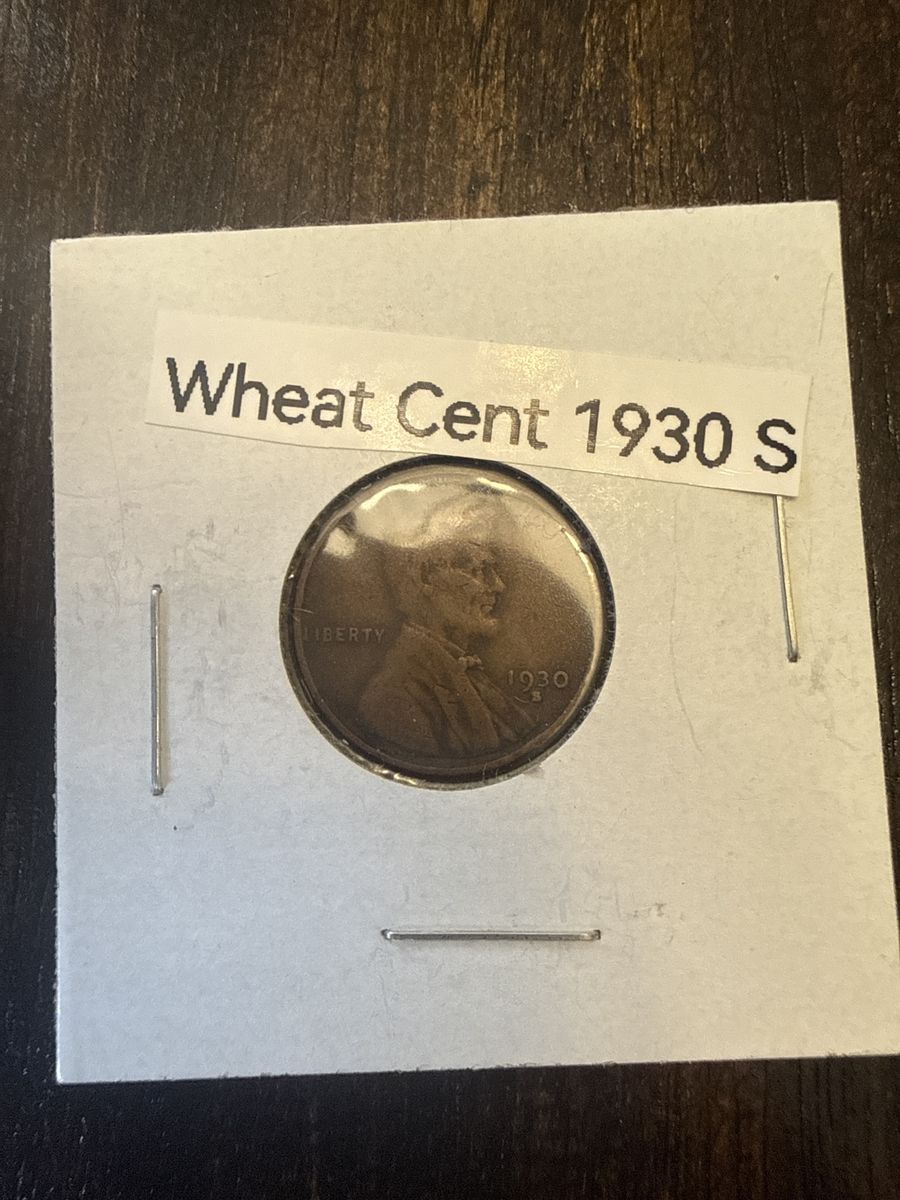 Wheat Cent 1930 S
LIBERTY
1930
S